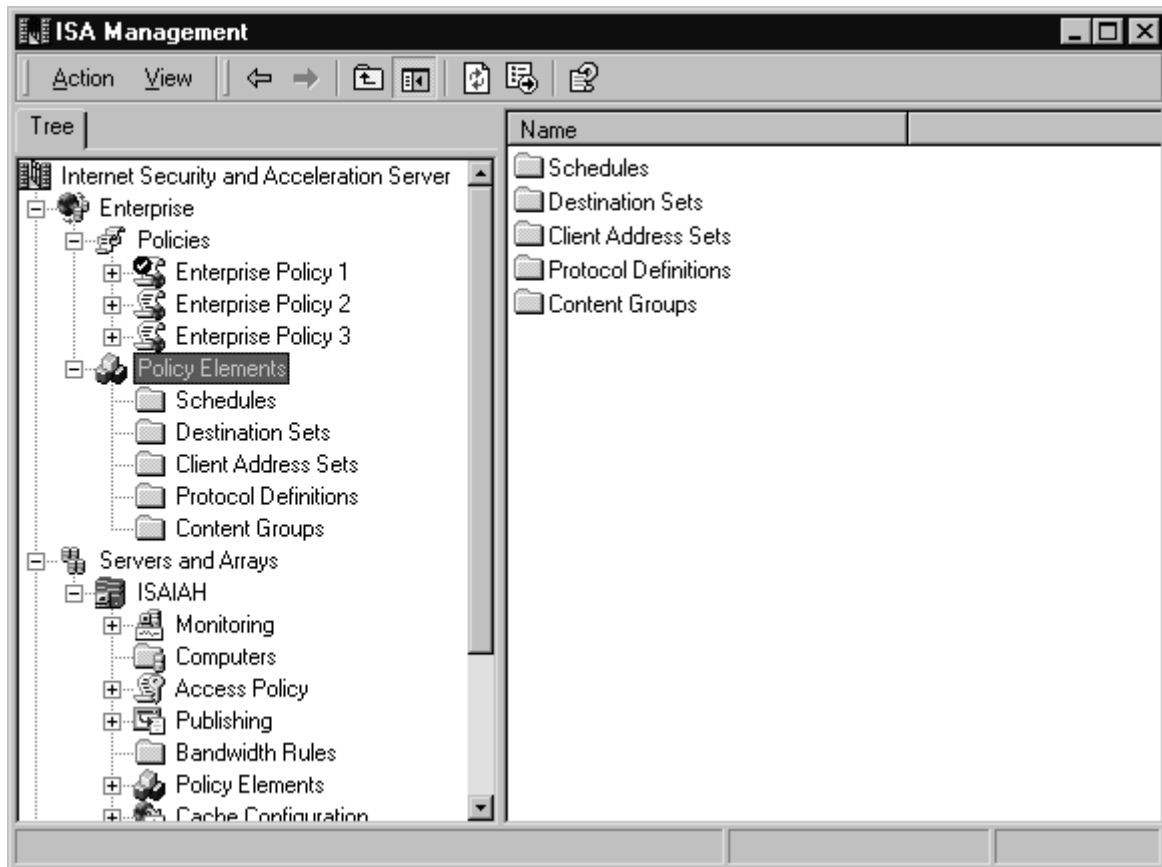 ISA Management
Action View
Tree
Name
Internet Security and Acceleration Server
Enterprise
Policies
Enterprise Policy 1
Enterprise Policy 2
Enterprise Policy 3
Policy Elements
Schedules
Destination Sets
Client Address Sets
Protocol Definitions
Content Groups
Servers and Arrays
ISAIAH
Monitoring
Computers
Access Policy
Publishing
Bandwidth Rules
Policy Elements
Cache Configuration
Schedules
Destination Sets
Client Address Sets
Protocol Definitions
Content Groups